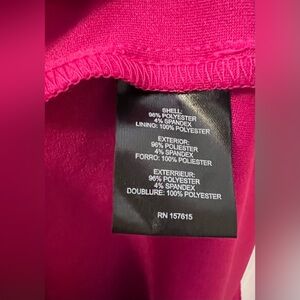 SHELL:
96% POLYESTER
4% SPANDEX
LINING: 100% POLYESTER
EXTERIOR:
96% POLIESTER
4% SPANDEX
FORRO: 100% POLIESTER
EXTERRIEUR:
96% POLYESTER
4% SPANDEX
DOUBLURE: 100% POLYESTER
RN 157615